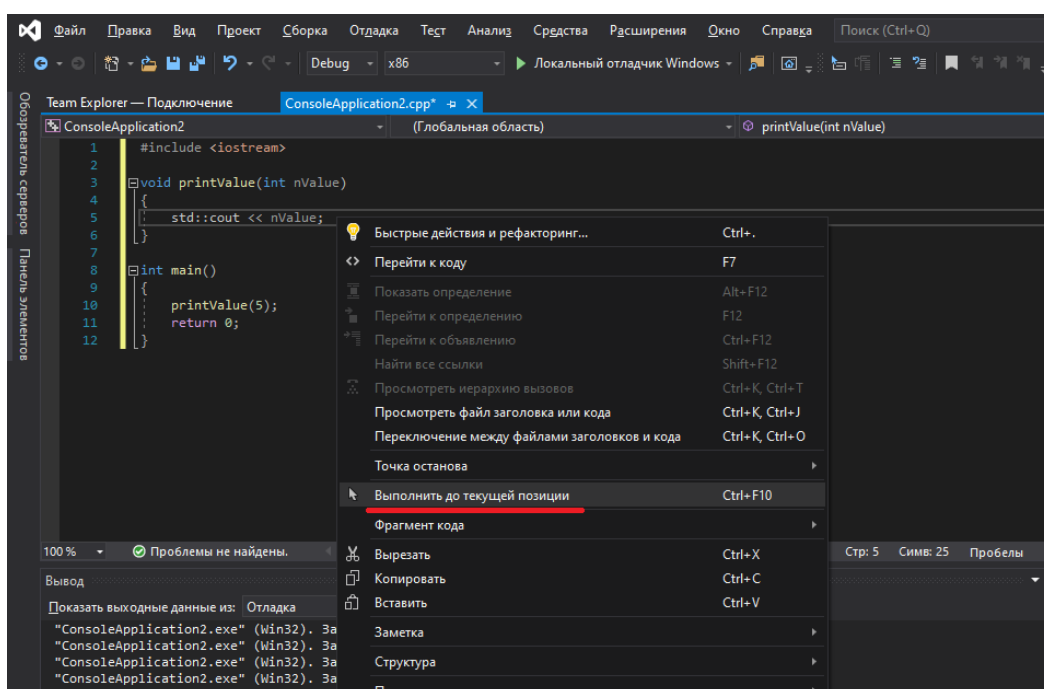 Файл Правка Вид Проект Сборка Отладка Тест Анализ Средства Расширения Окно Справка Поиск (Ctrl+Q)
Debug x86 Локальный отладчик Windows
Обозреватель серверов
Панель элементов
Team Explorer — Подключение ConsoleApplication2.cpp*
ConsoleApplication2 (Глобальная область) printValue(int nValue)
1 #include <iostream>
2
3 void printValue(int nValue)
4 {
5 std::cout << nValue;
6 }
7
8 int main()
9 {
10 printValue(5);
11 return 0;
12 }
Быстрые действия и рефакторинг... Ctrl+.
Перейти к коду F7
Показать определение Alt+F12
Перейти к определению F12
Перейти к объявлению Ctrl+F12
Найти все ссылки Shift+F12
Просмотреть иерархию вызовов Ctrl+K, Ctrl+T
Просмотреть файл заголовка или кода Ctrl+K, Ctrl+J
Переключение между файлами заголовков и кода Ctrl+K, Ctrl+O
Точка останова
Выполнить до текущей позиции Ctrl+F10
Фрагмент кода
Вырезать Ctrl+X
Копировать Ctrl+C
Вставить Ctrl+V
Заметка
Структура
100 % Проблемы не найдены. Стр: 5 Симв: 25 Пробелы
Вывод
Показать выходные данные из: Отладка
"ConsoleApplication2.exe" (Win32). За
"ConsoleApplication2.exe" (Win32). За
"ConsoleApplication2.exe" (Win32). За
"ConsoleApplication2.exe" (Win32). За